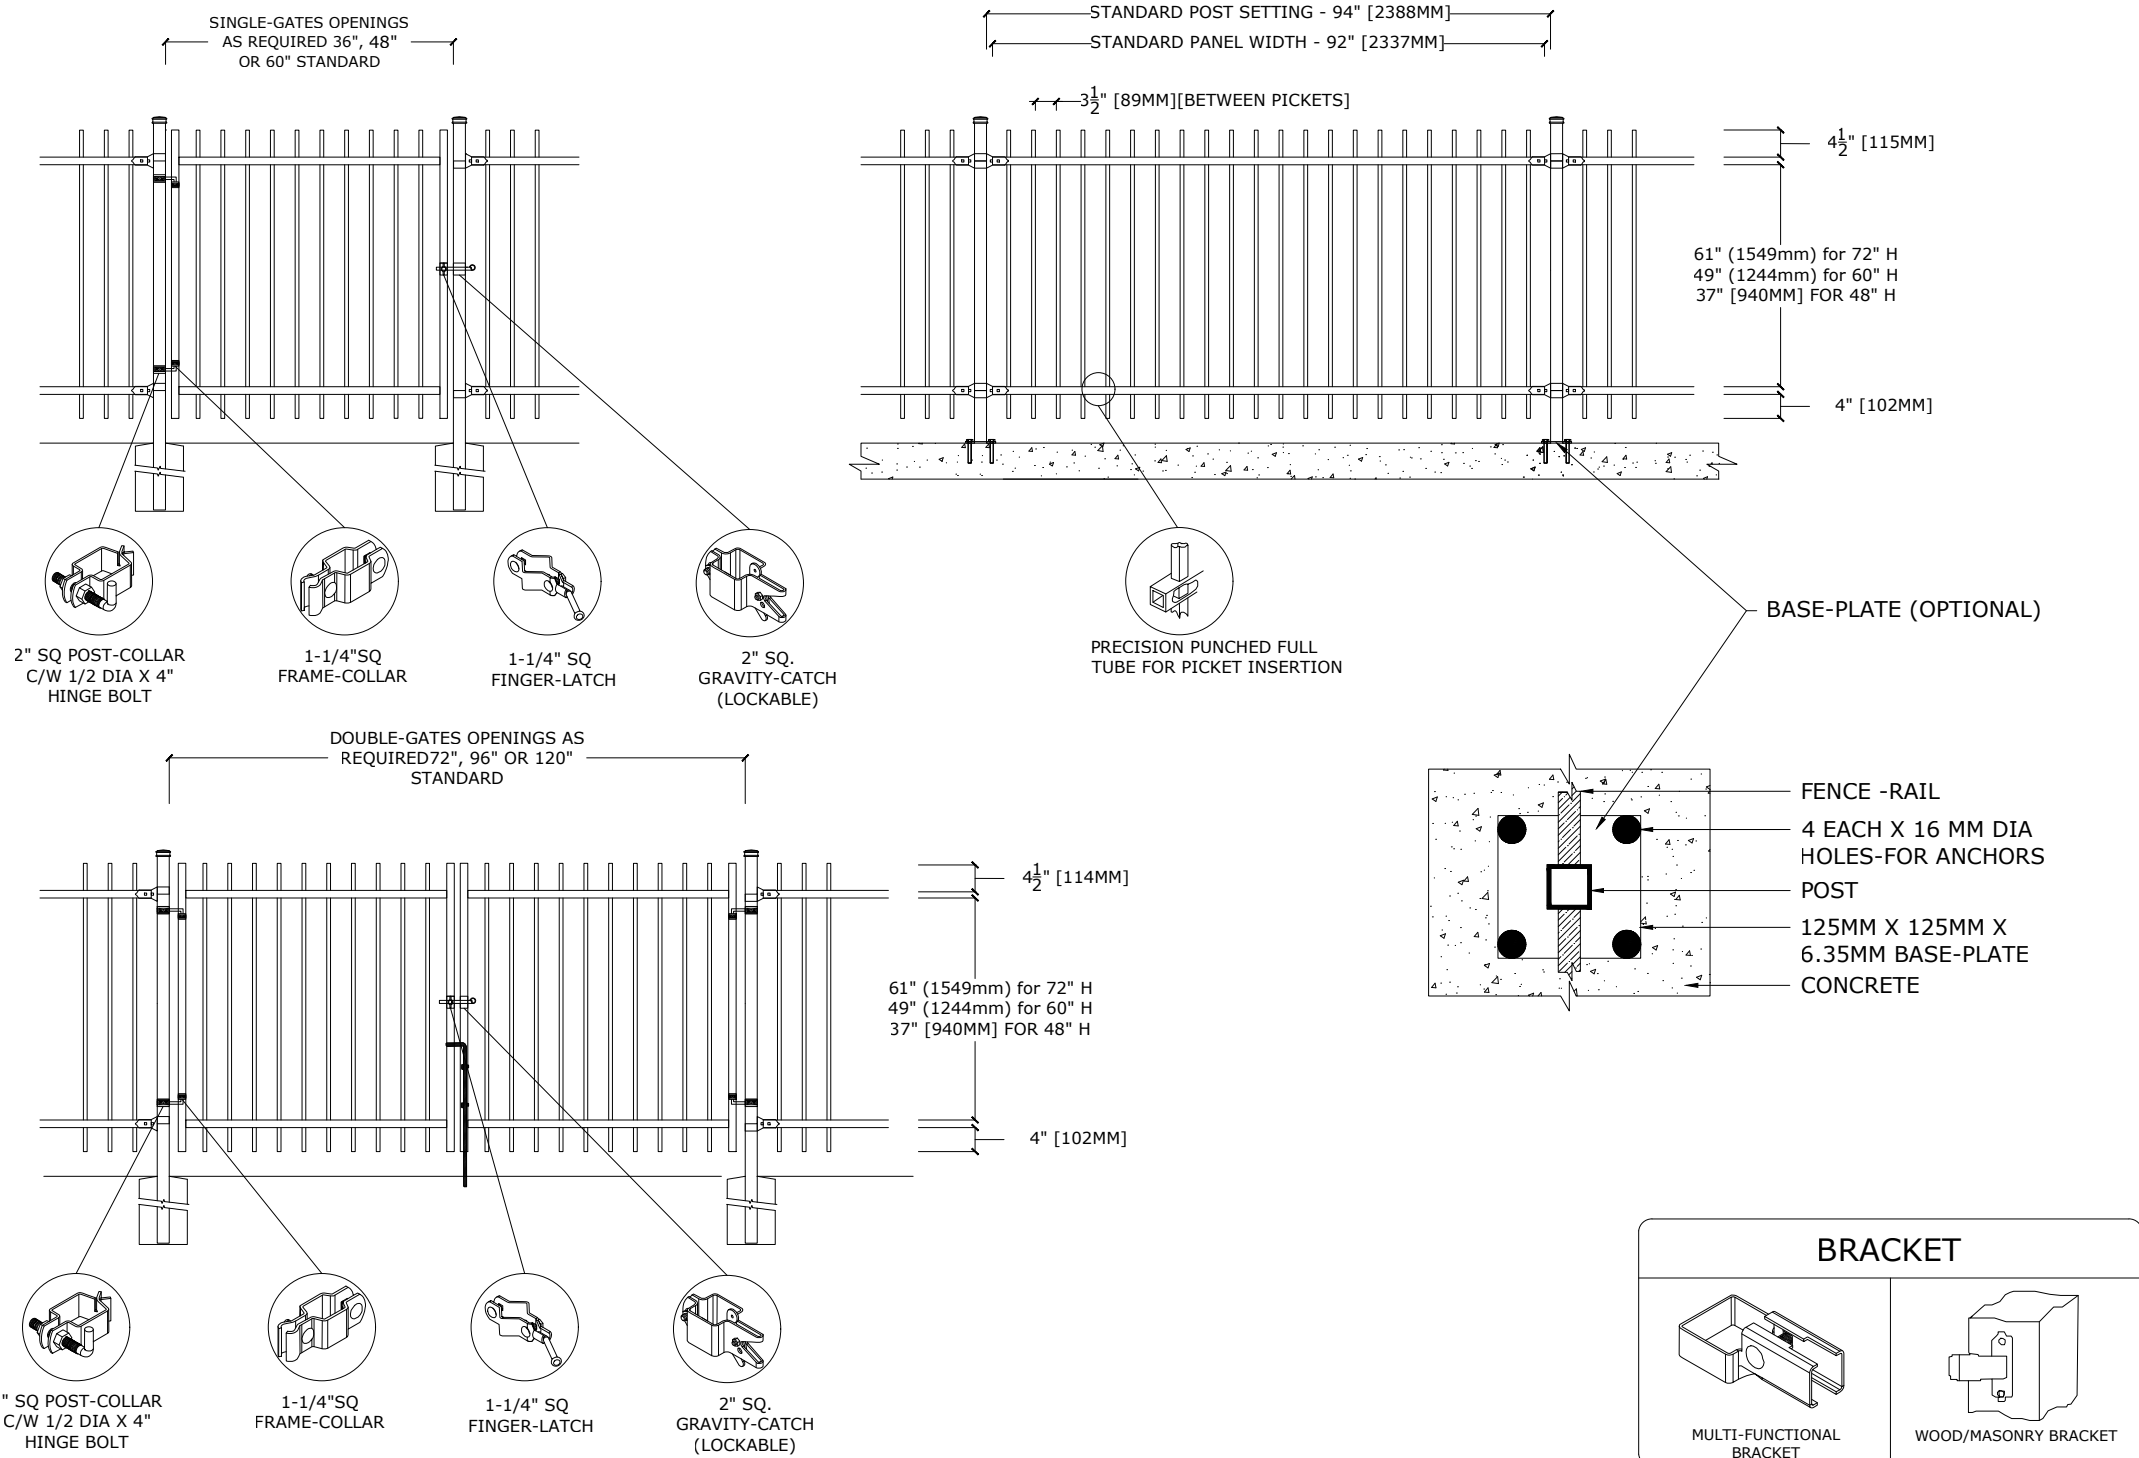 SINGLE-GATES OPENINGS
AS REQUIRED 36", 48"
OR 60" STANDARD
STANDARD POST SETTING - 94" [2388MM]
STANDARD PANEL WIDTH - 92" [2337MM]
3 1/2" [89MM][BETWEEN PICKETS]
4 1/2" [115MM]
61" (1549mm) for 72" H
49" (1244mm) for 60" H
37" [940MM] FOR 48" H
4" [102MM]
2" SQ POST-COLLAR
C/W 1/2 DIA X 4"
HINGE BOLT
1-1/4"SQ
FRAME-COLLAR
1-1/4" SQ
FINGER-LATCH
2" SQ.
GRAVITY-CATCH
(LOCKABLE)
PRECISION PUNCHED FULL
TUBE FOR PICKET INSERTION
BASE-PLATE (OPTIONAL)
DOUBLE-GATES OPENINGS AS
REQUIRED72", 96" OR 120"
STANDARD
4 1/2" [114MM]
61" (1549mm) for 72" H
49" (1244mm) for 60" H
37" [940MM] FOR 48" H
4" [102MM]
FENCE -RAIL
4 EACH X 16 MM DIA
HOLES-FOR ANCHORS
POST
125MM X 125MM X
6.35MM BASE-PLATE
CONCRETE
" SQ POST-COLLAR
C/W 1/2 DIA X 4"
HINGE BOLT
1-1/4"SQ
FRAME-COLLAR
1-1/4" SQ
FINGER-LATCH
2" SQ.
GRAVITY-CATCH
(LOCKABLE)
BRACKET
MULTI-FUNCTIONAL
BRACKET
WOOD/MASONRY BRACKET